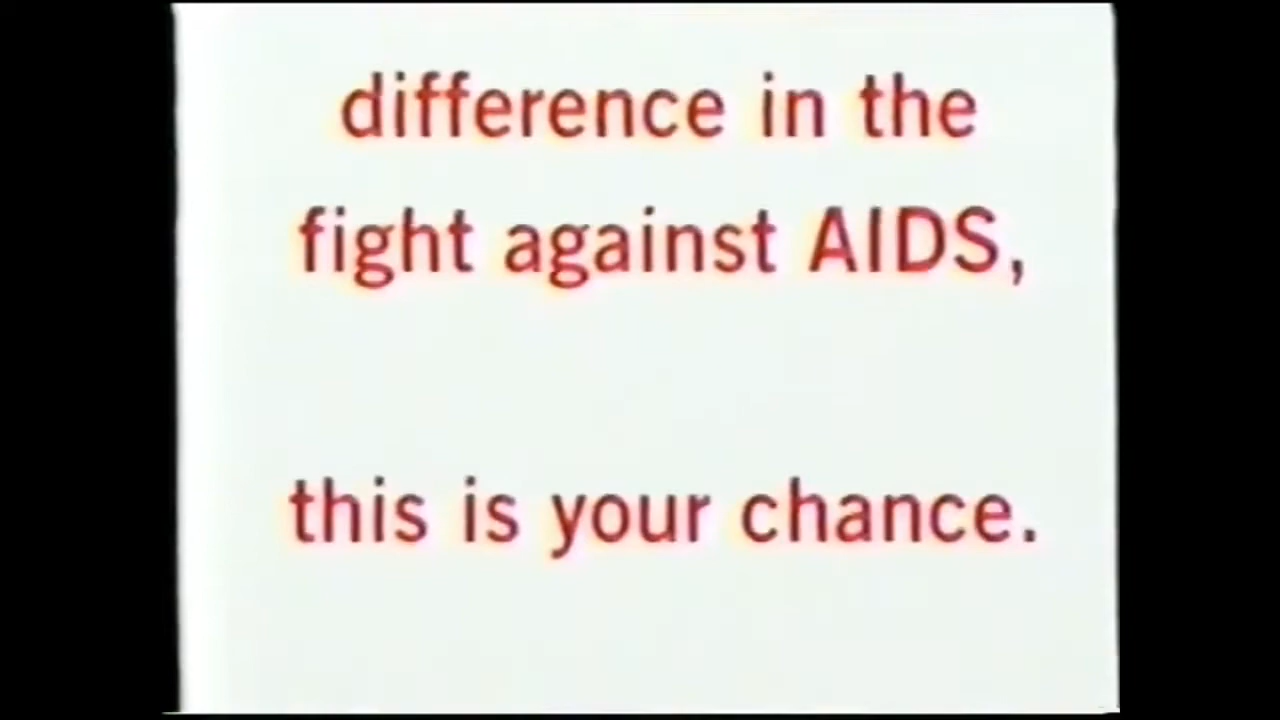 difference in the
fight against AIDS,
this is your chance.